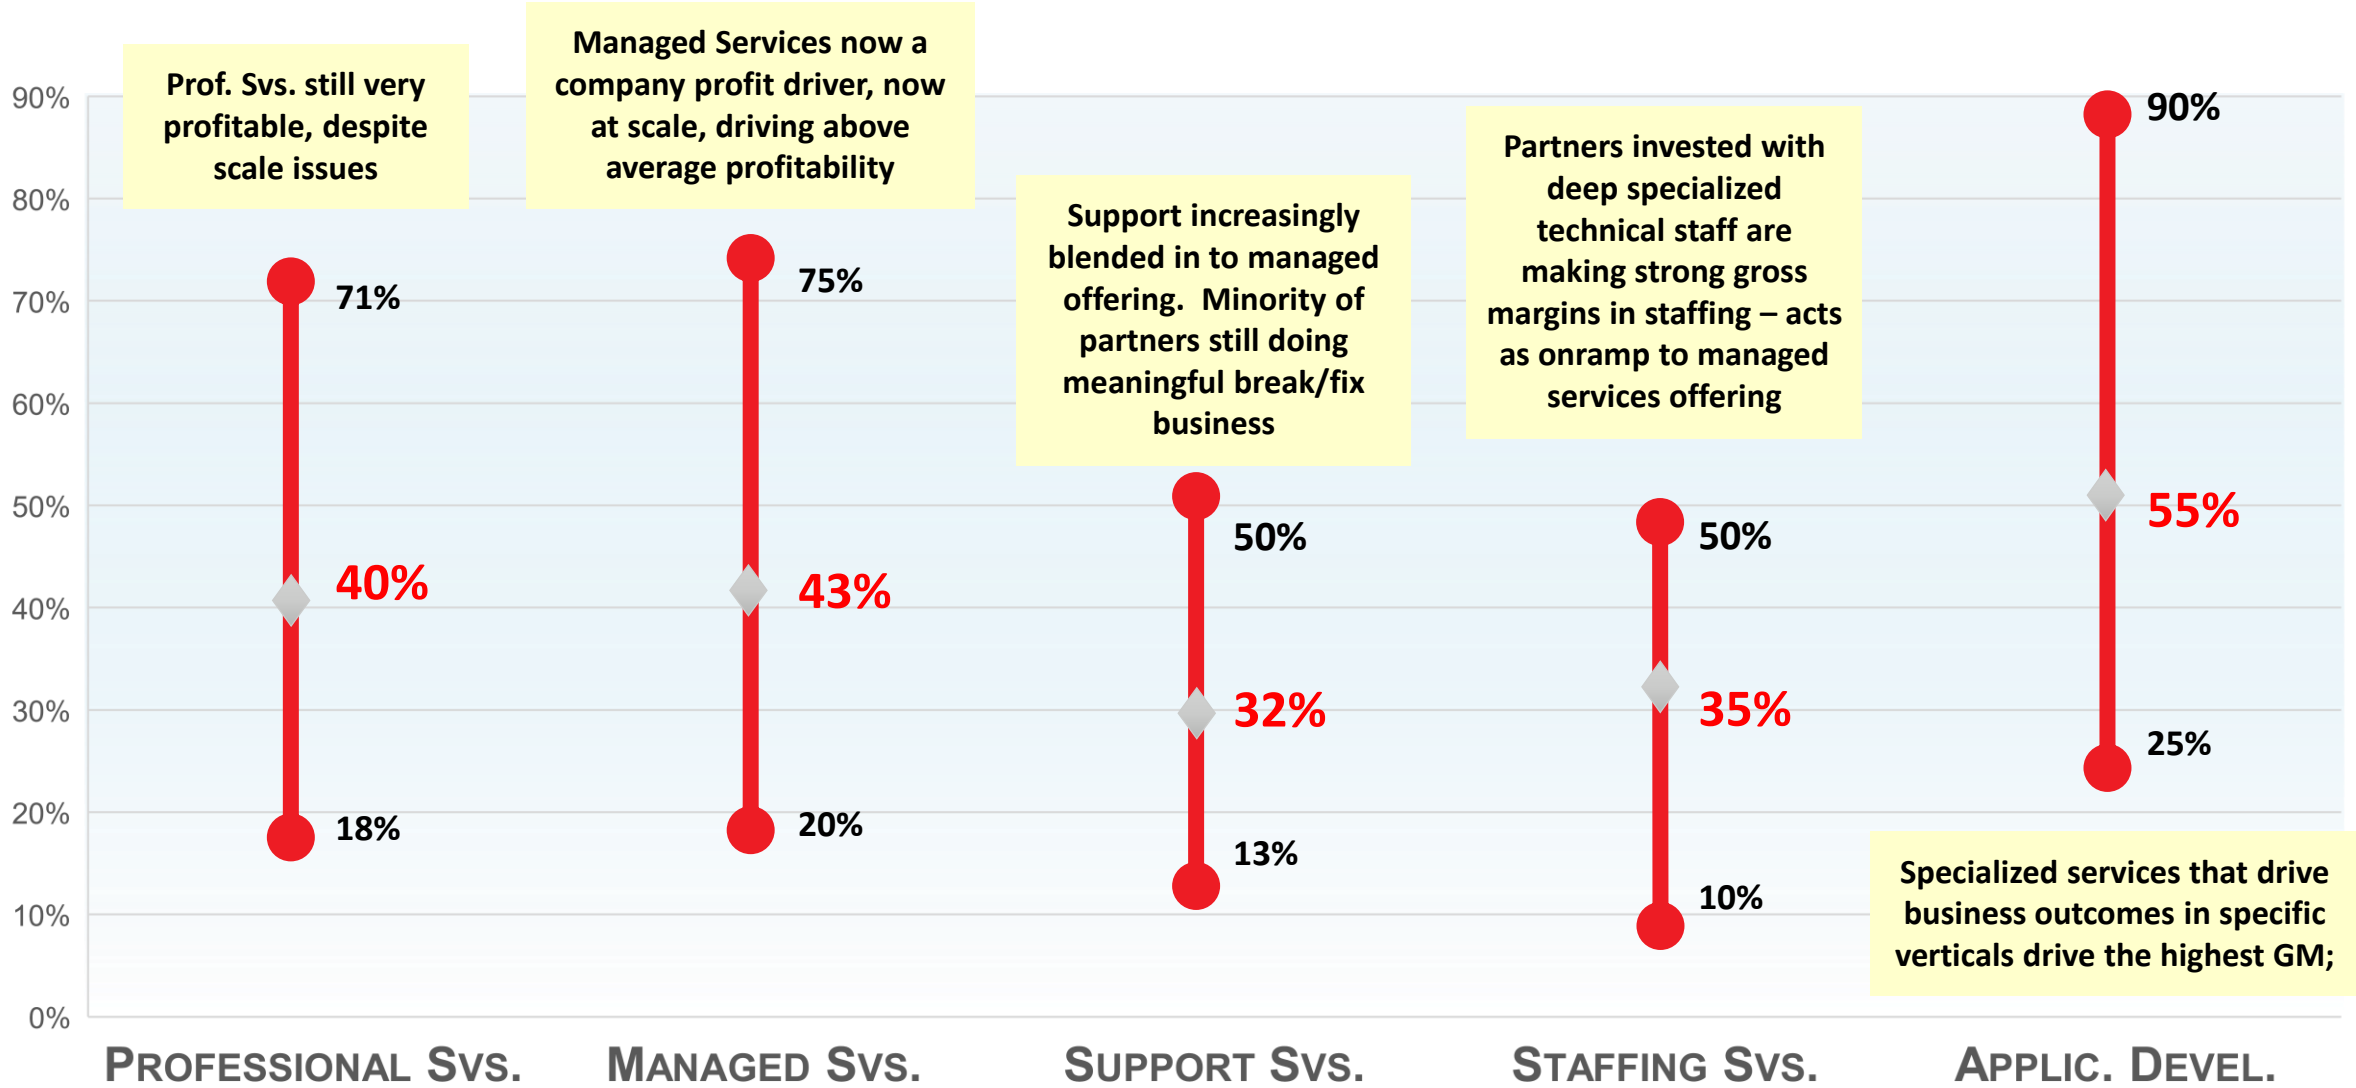 90%
80%
70%
60%
50%
40%
30%
20%
10%
0%
Prof. Svs. still very
profitable, despite
scale issues
71%
40%
18%
PROFESSIONAL SVS.
Managed Services now a
company profit driver, now
at scale, driving above
average profitability
75%
43%
20%
MANAGED SVS.
Support increasingly
blended in to managed
offering.  Minority of
partners still doing
meaningful break/fix
business
50%
32%
13%
SUPPORT SVS.
Partners invested with
deep specialized
technical staff are
making strong gross
margins in staffing – acts
as onramp to managed
services offering
50%
35%
10%
STAFFING SVS.
90%
55%
25%
Specialized services that drive
business outcomes in specific
verticals drive the highest GM;
APPLIC. DEVEL.